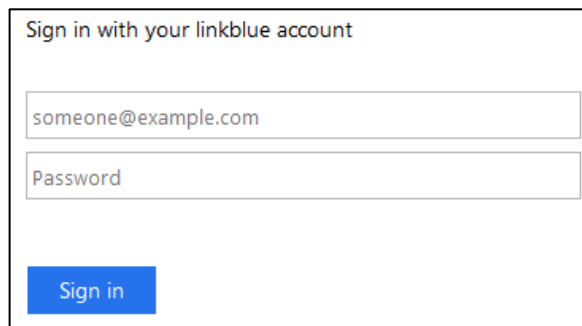 Sign in with your linkblue account
someone@example.com
Password
Sign in